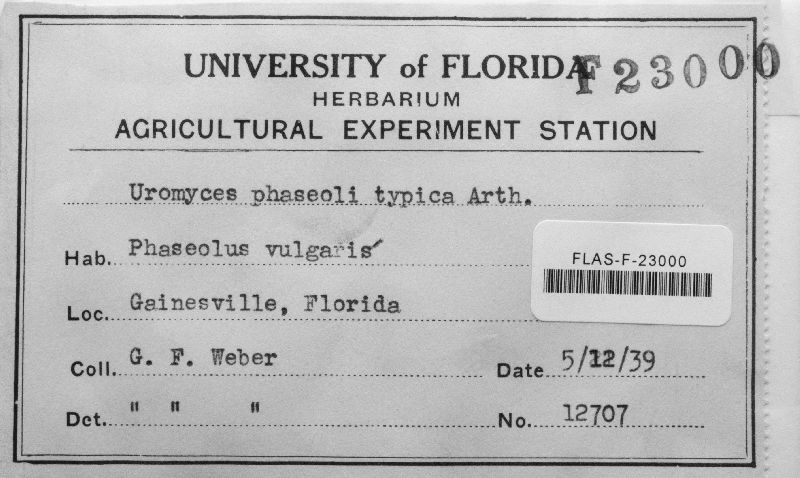 UNIVERSITY of FLORIDA F23000
HERBARIUM
AGRICULTURAL EXPERIMENT STATION
Uromyces phaseoli typica Arth.
Hab. Phaseolus vulgaris
FLAS-F-23000
Loc. Gainesville, Florida
Coll. G. F. Weber Date 5/12/39
Det. " " " No. 12707